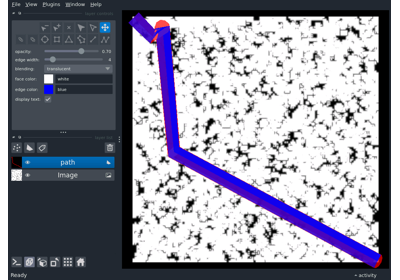 File View Plugins Window Help
opacity: 0.70
edge width:
blending: translucent
face color: white
edge color: blue
display text: ✓
path
Image
Ready
activity